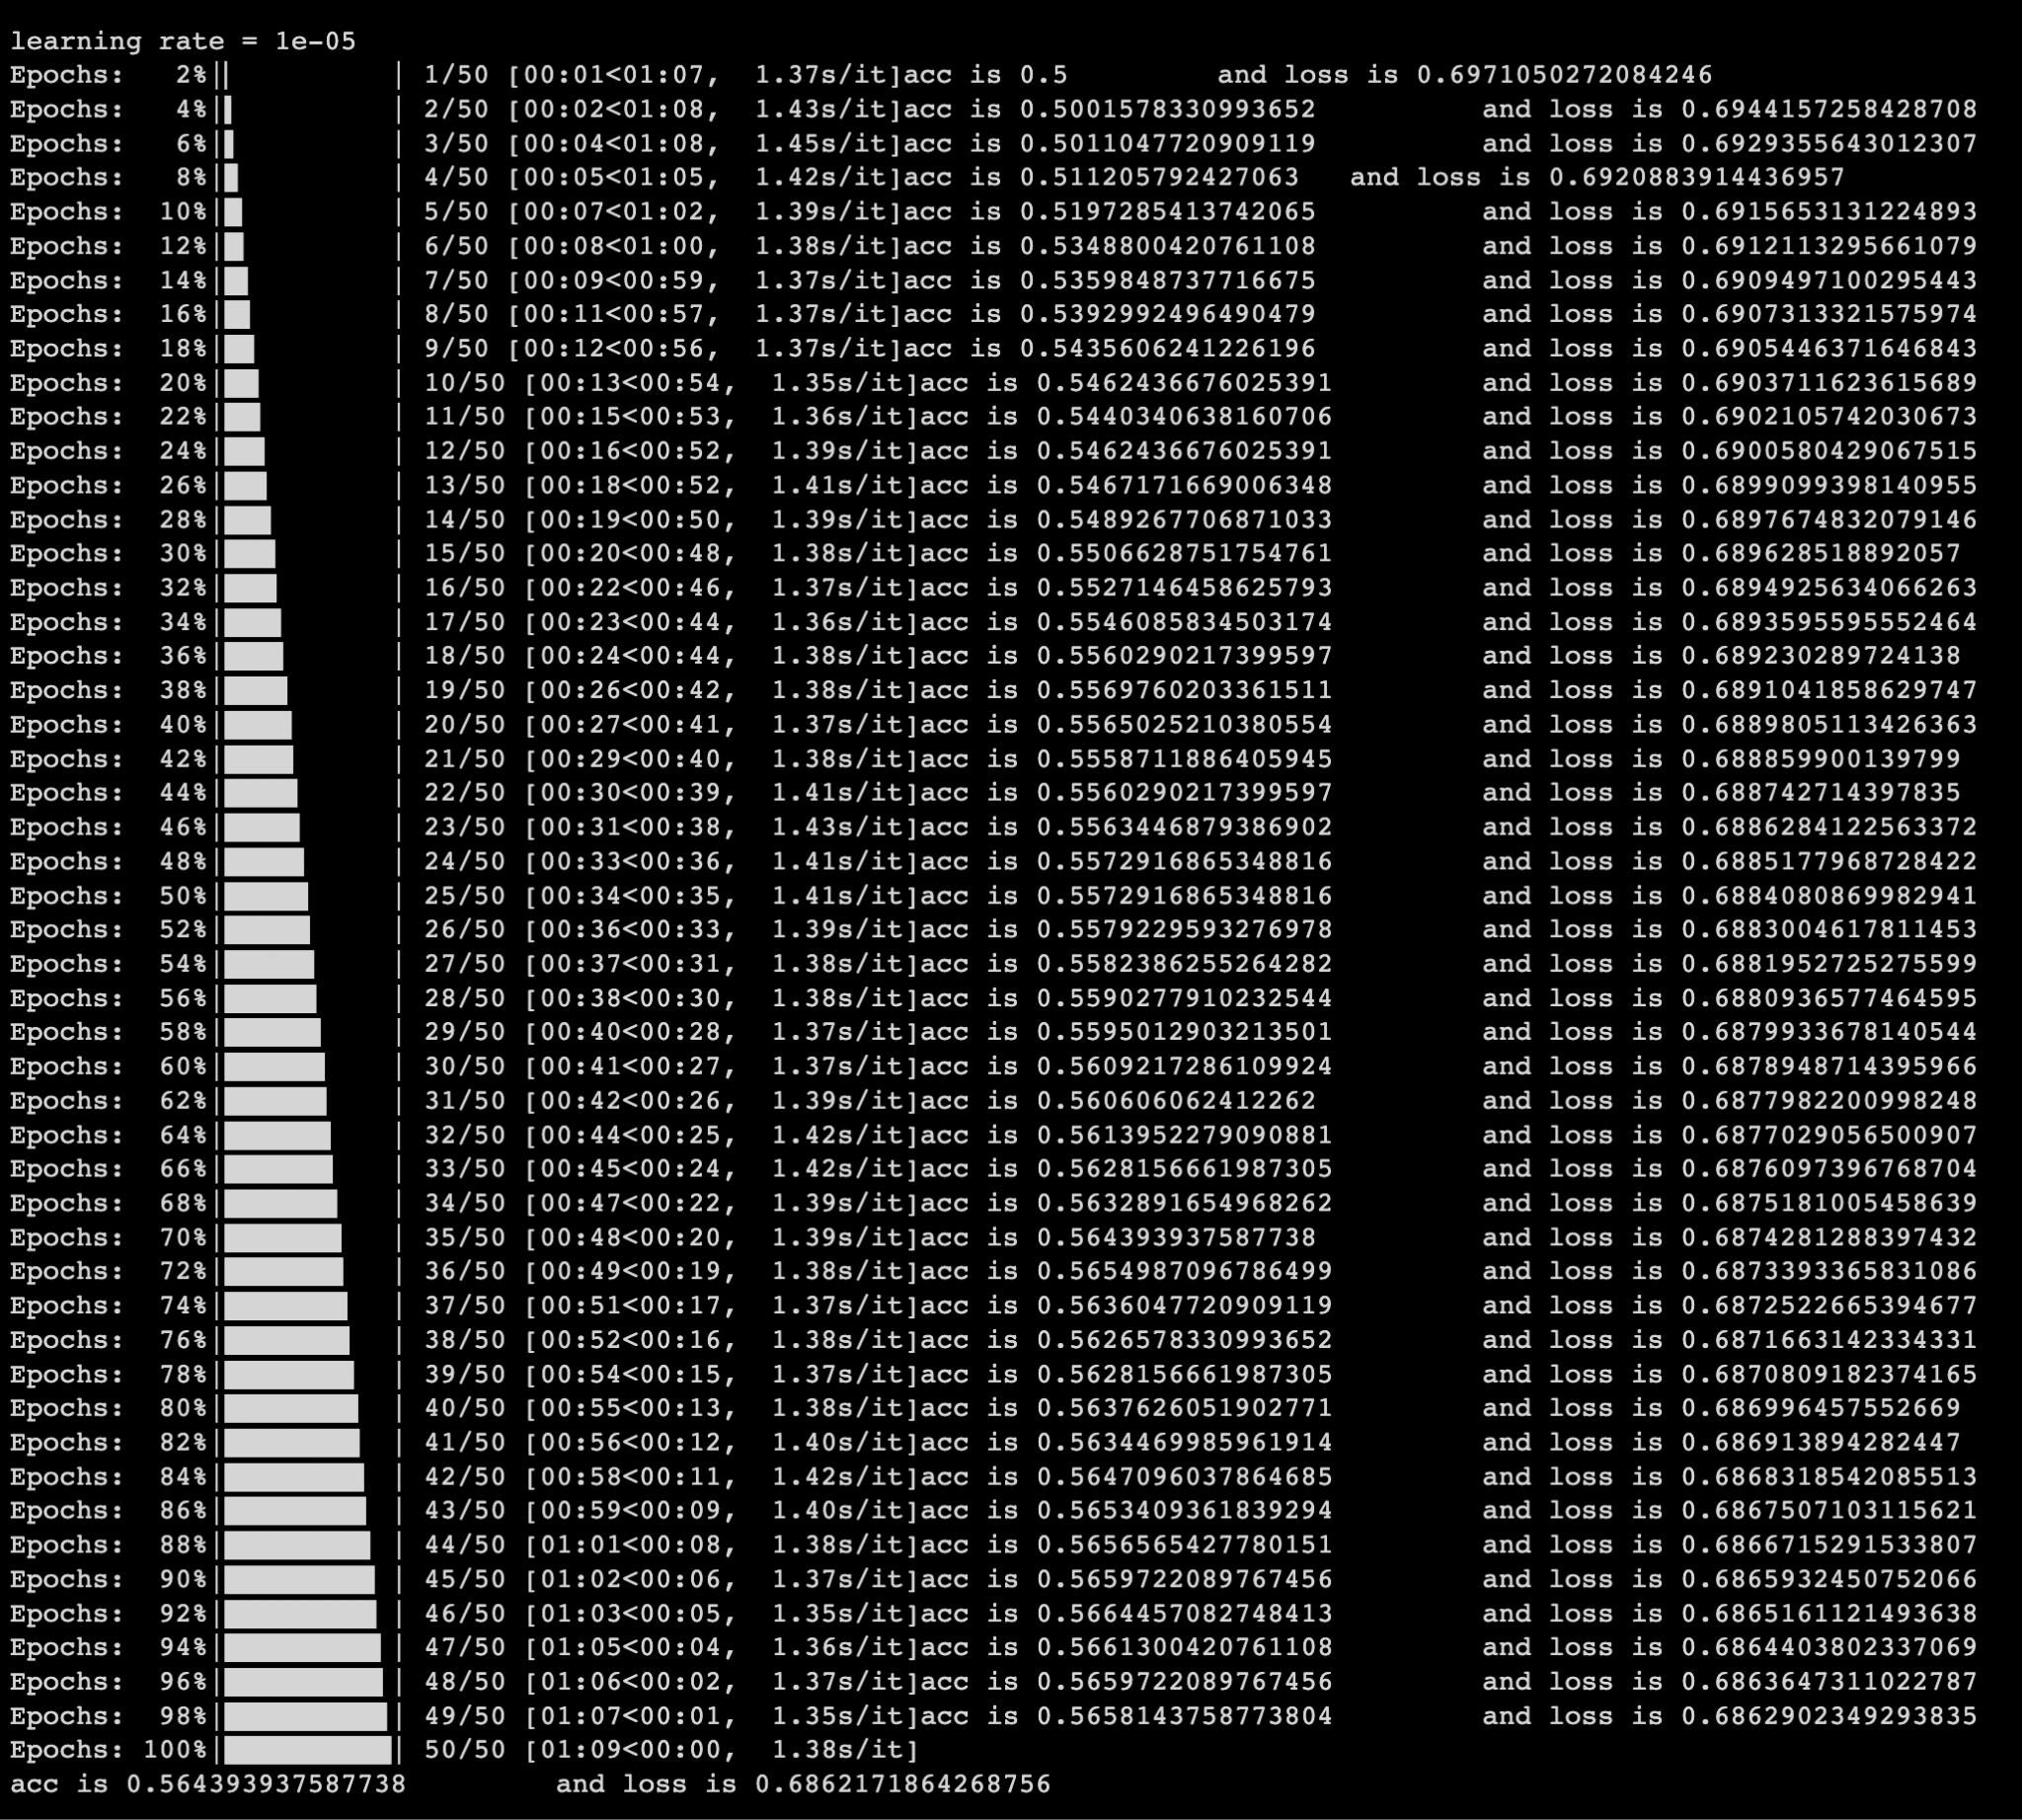 learning rate = 1e-05
Epochs:   2%|| | 1/50 [00:01<01:07,  1.37s/it]acc is 0.5 and loss is 0.6971050272084246
Epochs:   4%| | 2/50 [00:02<01:08,  1.43s/it]acc is 0.5001578330993652 and loss is 0.6944157258428708
Epochs:   6%| | 3/50 [00:04<01:08,  1.45s/it]acc is 0.5011047720909119 and loss is 0.6929355643012307
Epochs:   8%| | 4/50 [00:05<01:05,  1.42s/it]acc is 0.511205792427063 and loss is 0.6920883914436957
Epochs:  10%| | 5/50 [00:07<01:02,  1.39s/it]acc is 0.5197285413742065 and loss is 0.6915653131224893
Epochs:  12%| | 6/50 [00:08<01:00,  1.38s/it]acc is 0.5348800420761108 and loss is 0.6912113295661079
Epochs:  14%| | 7/50 [00:09<00:59,  1.37s/it]acc is 0.5359848737716675 and loss is 0.6909497100295443
Epochs:  16%| | 8/50 [00:11<00:57,  1.37s/it]acc is 0.5392992496490479 and loss is 0.6907313321575974
Epochs:  18%| | 9/50 [00:12<00:56,  1.37s/it]acc is 0.5435606241226196 and loss is 0.6905446371646843
Epochs:  20%| | 10/50 [00:13<00:54,  1.35s/it]acc is 0.5462436676025391 and loss is 0.6903711623615689
Epochs:  22%| | 11/50 [00:15<00:53,  1.36s/it]acc is 0.5440340638160706 and loss is 0.6902105742030673
Epochs:  24%| | 12/50 [00:16<00:52,  1.39s/it]acc is 0.5462436676025391 and loss is 0.6900580429067515
Epochs:  26%| | 13/50 [00:18<00:52,  1.41s/it]acc is 0.5467171669006348 and loss is 0.6899099398140955
Epochs:  28%| | 14/50 [00:19<00:50,  1.39s/it]acc is 0.5489267706871033 and loss is 0.6897674832079146
Epochs:  30%| | 15/50 [00:20<00:48,  1.38s/it]acc is 0.5506628751754761 and loss is 0.689628518892057
Epochs:  32%| | 16/50 [00:22<00:46,  1.37s/it]acc is 0.5527146458625793 and loss is 0.6894925634066263
Epochs:  34%| | 17/50 [00:23<00:44,  1.36s/it]acc is 0.5546085834503174 and loss is 0.6893595595552464
Epochs:  36%| | 18/50 [00:24<00:44,  1.38s/it]acc is 0.5560290217399597 and loss is 0.689230289724138
Epochs:  38%| | 19/50 [00:26<00:42,  1.38s/it]acc is 0.5569760203361511 and loss is 0.6891041858629747
Epochs:  40%| | 20/50 [00:27<00:41,  1.37s/it]acc is 0.5565025210380554 and loss is 0.6889805113426363
Epochs:  42%| | 21/50 [00:29<00:40,  1.38s/it]acc is 0.5558711886405945 and loss is 0.688859900139799
Epochs:  44%| | 22/50 [00:30<00:39,  1.41s/it]acc is 0.5560290217399597 and loss is 0.688742714397835
Epochs:  46%| | 23/50 [00:31<00:38,  1.43s/it]acc is 0.5563446879386902 and loss is 0.6886284122563372
Epochs:  48%| | 24/50 [00:33<00:36,  1.41s/it]acc is 0.5572916865348816 and loss is 0.6885177968728422
Epochs:  50%| | 25/50 [00:34<00:35,  1.41s/it]acc is 0.5572916865348816 and loss is 0.6884080869982941
Epochs:  52%| | 26/50 [00:36<00:33,  1.39s/it]acc is 0.5579229593276978 and loss is 0.6883004617811453
Epochs:  54%| | 27/50 [00:37<00:31,  1.38s/it]acc is 0.5582386255264282 and loss is 0.6881952725275599
Epochs:  56%| | 28/50 [00:38<00:30,  1.38s/it]acc is 0.5590277910232544 and loss is 0.6880936577464595
Epochs:  58%| | 29/50 [00:40<00:28,  1.37s/it]acc is 0.5595012903213501 and loss is 0.6879933678140544
Epochs:  60%| | 30/50 [00:41<00:27,  1.37s/it]acc is 0.5609217286109924 and loss is 0.6878948714395966
Epochs:  62%| | 31/50 [00:42<00:26,  1.39s/it]acc is 0.560606062412262 and loss is 0.6877982200998248
Epochs:  64%| | 32/50 [00:44<00:25,  1.42s/it]acc is 0.5613952279090881 and loss is 0.6877029056500907
Epochs:  66%| | 33/50 [00:45<00:24,  1.42s/it]acc is 0.5628156661987305 and loss is 0.6876097396768704
Epochs:  68%| | 34/50 [00:47<00:22,  1.39s/it]acc is 0.5632891654968262 and loss is 0.6875181005458639
Epochs:  70%| | 35/50 [00:48<00:20,  1.39s/it]acc is 0.564393937587738 and loss is 0.6874281288397432
Epochs:  72%| | 36/50 [00:49<00:19,  1.38s/it]acc is 0.5654987096786499 and loss is 0.6873393365831086
Epochs:  74%| | 37/50 [00:51<00:17,  1.37s/it]acc is 0.5636047720909119 and loss is 0.6872522665394677
Epochs:  76%| | 38/50 [00:52<00:16,  1.38s/it]acc is 0.5626578330993652 and loss is 0.6871663142334331
Epochs:  78%| | 39/50 [00:54<00:15,  1.37s/it]acc is 0.5628156661987305 and loss is 0.6870809182374165
Epochs:  80%| | 40/50 [00:55<00:13,  1.38s/it]acc is 0.5637626051902771 and loss is 0.686996457552669
Epochs:  82%| | 41/50 [00:56<00:12,  1.40s/it]acc is 0.5634469985961914 and loss is 0.686913894282447
Epochs:  84%| | 42/50 [00:58<00:11,  1.42s/it]acc is 0.5647096037864685 and loss is 0.6868318542085513
Epochs:  86%| | 43/50 [00:59<00:09,  1.40s/it]acc is 0.5653409361839294 and loss is 0.6867507103115621
Epochs:  88%| | 44/50 [01:01<00:08,  1.38s/it]acc is 0.5656565427780151 and loss is 0.6866715291533807
Epochs:  90%| | 45/50 [01:02<00:06,  1.37s/it]acc is 0.5659722089767456 and loss is 0.6865932450752066
Epochs:  92%| | 46/50 [01:03<00:05,  1.35s/it]acc is 0.5664457082748413 and loss is 0.6865161121493638
Epochs:  94%| | 47/50 [01:05<00:04,  1.36s/it]acc is 0.5661300420761108 and loss is 0.6864403802337069
Epochs:  96%| | 48/50 [01:06<00:02,  1.37s/it]acc is 0.5659722089767456 and loss is 0.6863647311022787
Epochs:  98%| | 49/50 [01:07<00:01,  1.35s/it]acc is 0.5658143758773804 and loss is 0.6862902349293835
Epochs: 100%| | 50/50 [01:09<00:00,  1.38s/it]
acc is 0.564393937587738 and loss is 0.6862171864268756